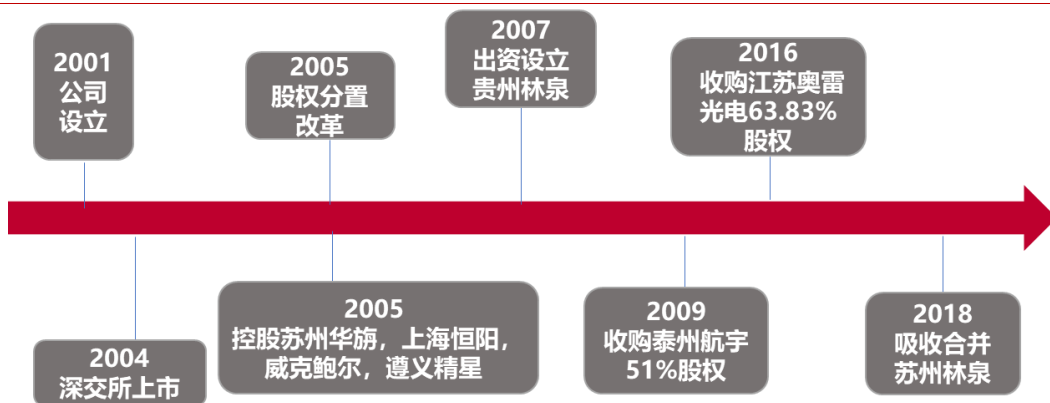 2001
公司
设立
2005
股权分置
改革
2007
出资设立
贵州林泉
2016
收购江苏奥雷
光电63.83%
股权
2004
深交所上市
2005
控股苏州华旃，上海恒阳，
威克鲍尔，遵义精星
2009
收购泰州航宇
51%股权
2018
吸收合并
苏州林泉